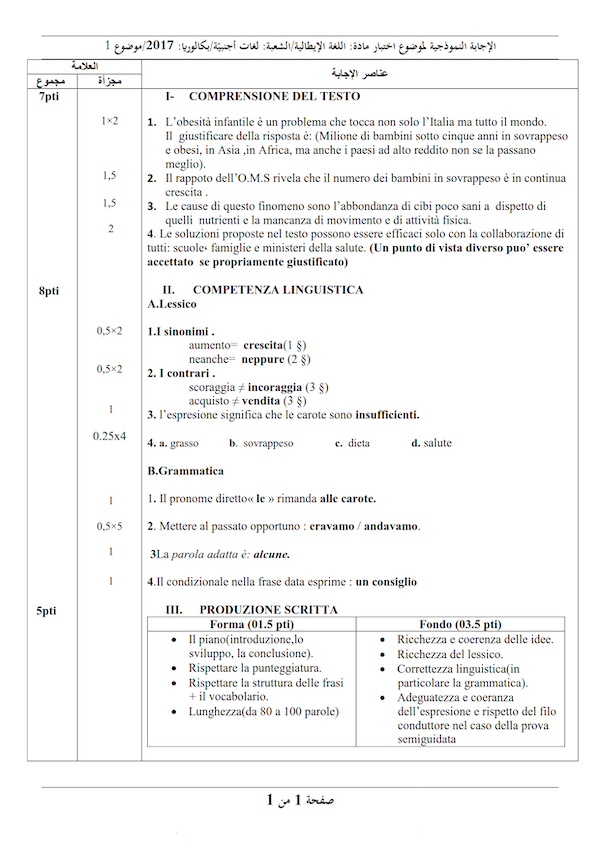 الإجابة النموذجية لموضوع اختبار مادة: اللغة الإيطالية/الشعبة: لغات أجنبيّة/بكالوريا: 2017/موضوع 1
العلامة
عناصر الإجابة
مجموع
مجزأة
7pti
I- COMPRENSIONE DEL TESTO
1×2
1. L’obesità infantile è un problema che tocca non solo l’Italia ma tutto il mondo.
Il giustificare della risposta è: (Milione di bambini sotto cinque anni in sovrappeso
e obesi, in Asia ,in Africa, ma anche i paesi ad alto reddito non se la passano
meglio).
1,5
2. Il rappoto dell’O.M.S rivela che il numero dei bambini in sovrappeso è in continua
crescita .
1,5
3. Le cause di questo finomeno sono l’abbondanza di cibi poco sani a dispetto di
quelli nutrienti e la mancanza di movimento e di attività fisica.
2
4. Le soluzioni proposte nel testo possono essere efficaci solo con la collaborazione di
tutti: scuole، famiglie e ministeri della salute. (Un punto di vista diverso puo’ essere
accettato se propriamente giustificato)
8pti
II. COMPETENZA LINGUISTICA
A.Lessico
0,5×2
1.I sinonimi .
aumento= crescita(1 §)
neanche= neppure (2 §)
0,5×2
2. I contrari .
scoraggia ≠ incoraggia (3 §)
acquisto ≠ vendita (3 §)
1
3. l’espresione significa che le carote sono insufficienti.
0.25x4
4. a. grasso b. sovrappeso c. dieta d. salute
B.Grammatica
1
1. Il pronome diretto« le » rimanda alle carote.
0,5×5
2. Mettere al passato opportuno : eravamo / andavamo.
1
3La parola adatta è: alcune.
1
4.Il condizionale nella frase data esprime : un consiglio
5pti
III. PRODUZIONE SCRITTA
Forma (01.5 pti)
Fondo (03.5 pti)
• Il piano(introduzione,lo
sviluppo, la conclusione).
• Rispettare la punteggiatura.
• Rispettare la struttura delle frasi
+ il vocabolario.
• Lunghezza(da 80 a 100 parole)
• Ricchezza e coerenza delle idee.
• Ricchezza del lessico.
• Correttezza linguistica(in
particolare la grammatica).
• Adeguatezza e coeranza
dell’espressione e rispetto del filo
conduttore nel caso della prova
semiguidata
صفحة 1 من 1